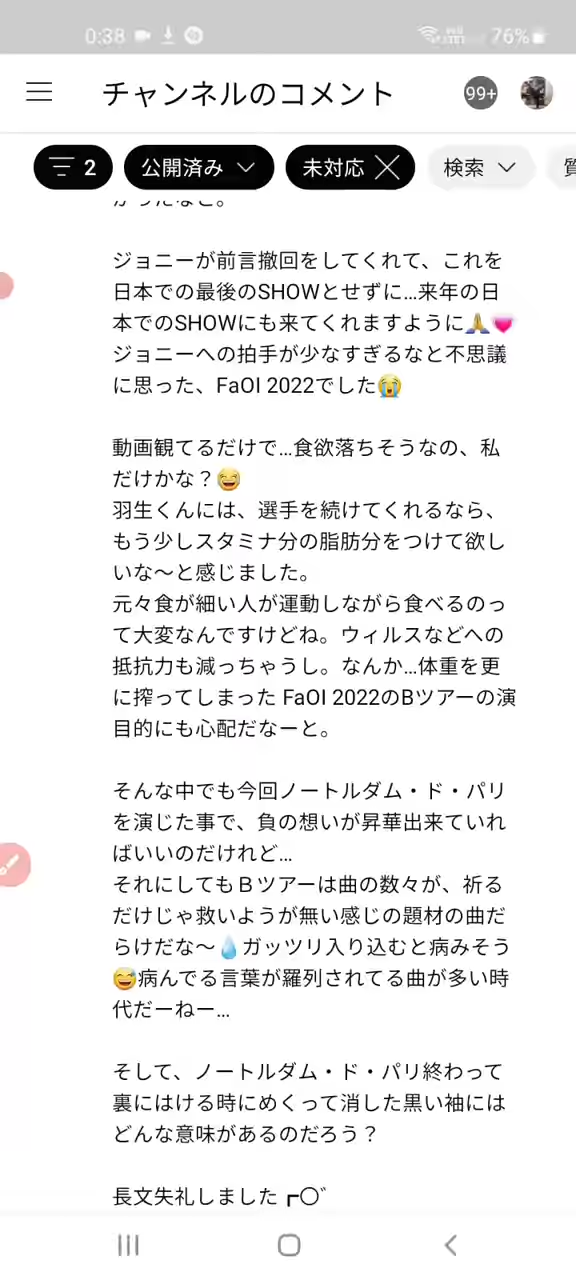 0:38
76%
チャンネルのコメント
99+
2
公開済み
未対応
検索
ジョニーが前言撤回をしてくれて、これを
日本での最後のSHOWとせずに...来年の日
本でのSHOWにも来てくれますように🙏💗
ジョニーへの拍手が少なすぎるなと不思議
に思った、FaOI 2022でした😭
動画観てるだけで...食欲落ちそうなの、私
だけかな？😅
羽生くんには、選手を続けてくれるなら、
もう少しスタミナ分の脂肪分をつけて欲し
いな〜と感じました。
元々食が細い人が運動しながら食べるのっ
て大変なんですけどね。ウィルスなどへの
抵抗力も減っちゃうし。なんか...体重を更
に搾ってしまった FaOI 2022のBツアーの演
目的にも心配だなーと。
そんな中でも今回ノートルダム・ド・パリ
を演じた事で、負の想いが昇華出来ていれ
ばいいのだけれど...
それにしてもＢツアーは曲の数々が、祈る
だけじゃ救いようが無い感じの題材の曲だ
らけだな〜💧ガッツリ入り込むと病みそう
😅病んでる言葉が羅列されてる曲が多い時
代だーねー...
そして、ノートルダム・ド・パリ終わって
裏にはける時にめくって消した黒い袖には
どんな意味があるのだろう？
長文失礼しました┏〇゛